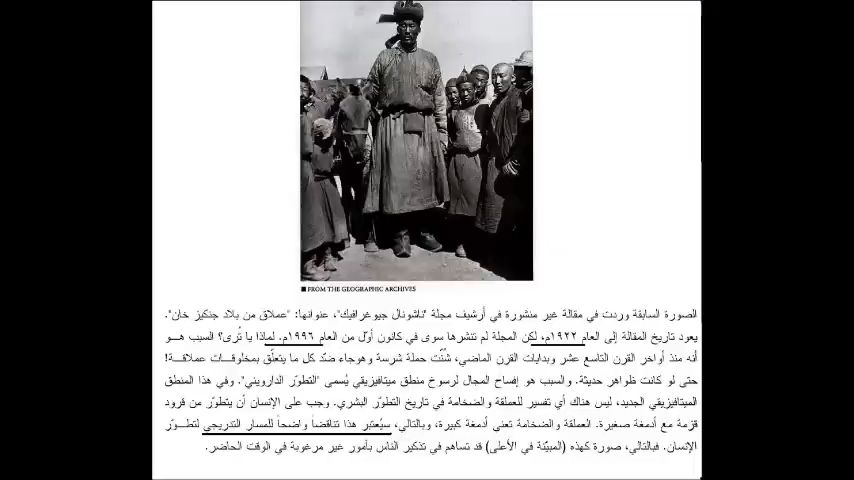 FROM THE GEOGRAPHIC ARCHIVES
الصورة السابقة وردت في مقالة غير منشورة في أرشيف مجلة "ناشونال جيوغرافيك"، عنوانها: "عملاق من بلاد جنكيز خان".
يعود تاريخ المقالة إلى العام ١٩٢٢م، لكن المجلة لم تنشرها سوى في كانون أوّل من العام ١٩٩٦م. لماذا يا تُرى؟ السبب هـو
أنه منذ أواخر القرن التاسع عشر وبدايات القرن الماضي، شُنّت حملة شرسة وهوجاء ضدّ كل ما يتعلّق بمخلوقـات عملاقــة!
حتى لو كانت ظواهر حديثة. والسبب هو إفساح المجال لرسوخ منطق ميتافيزيقي يُسمى "التطوّر الدارويني". وفي هذا المنطق
الميتافيزيقي الجديد، ليس هناك أي تفسير للعملقة والضخامة في تاريخ التطوّر البشري. وجب على الإنسان أن يتطوّر من قرود
قزمة مع أدمغة صغيرة. العملقة والضخامة تعني أدمغة كبيرة، وبالتالي، سيُعتبر هذا تناقضاً واضحاً للمسار التدريجي لتطــوّر
الإنسان. فبالتالي، صورة كهذه (المبيّنة في الأعلى) قد تساهم في تذكير الناس بأمور غير مرغوبة في الوقت الحاضر.